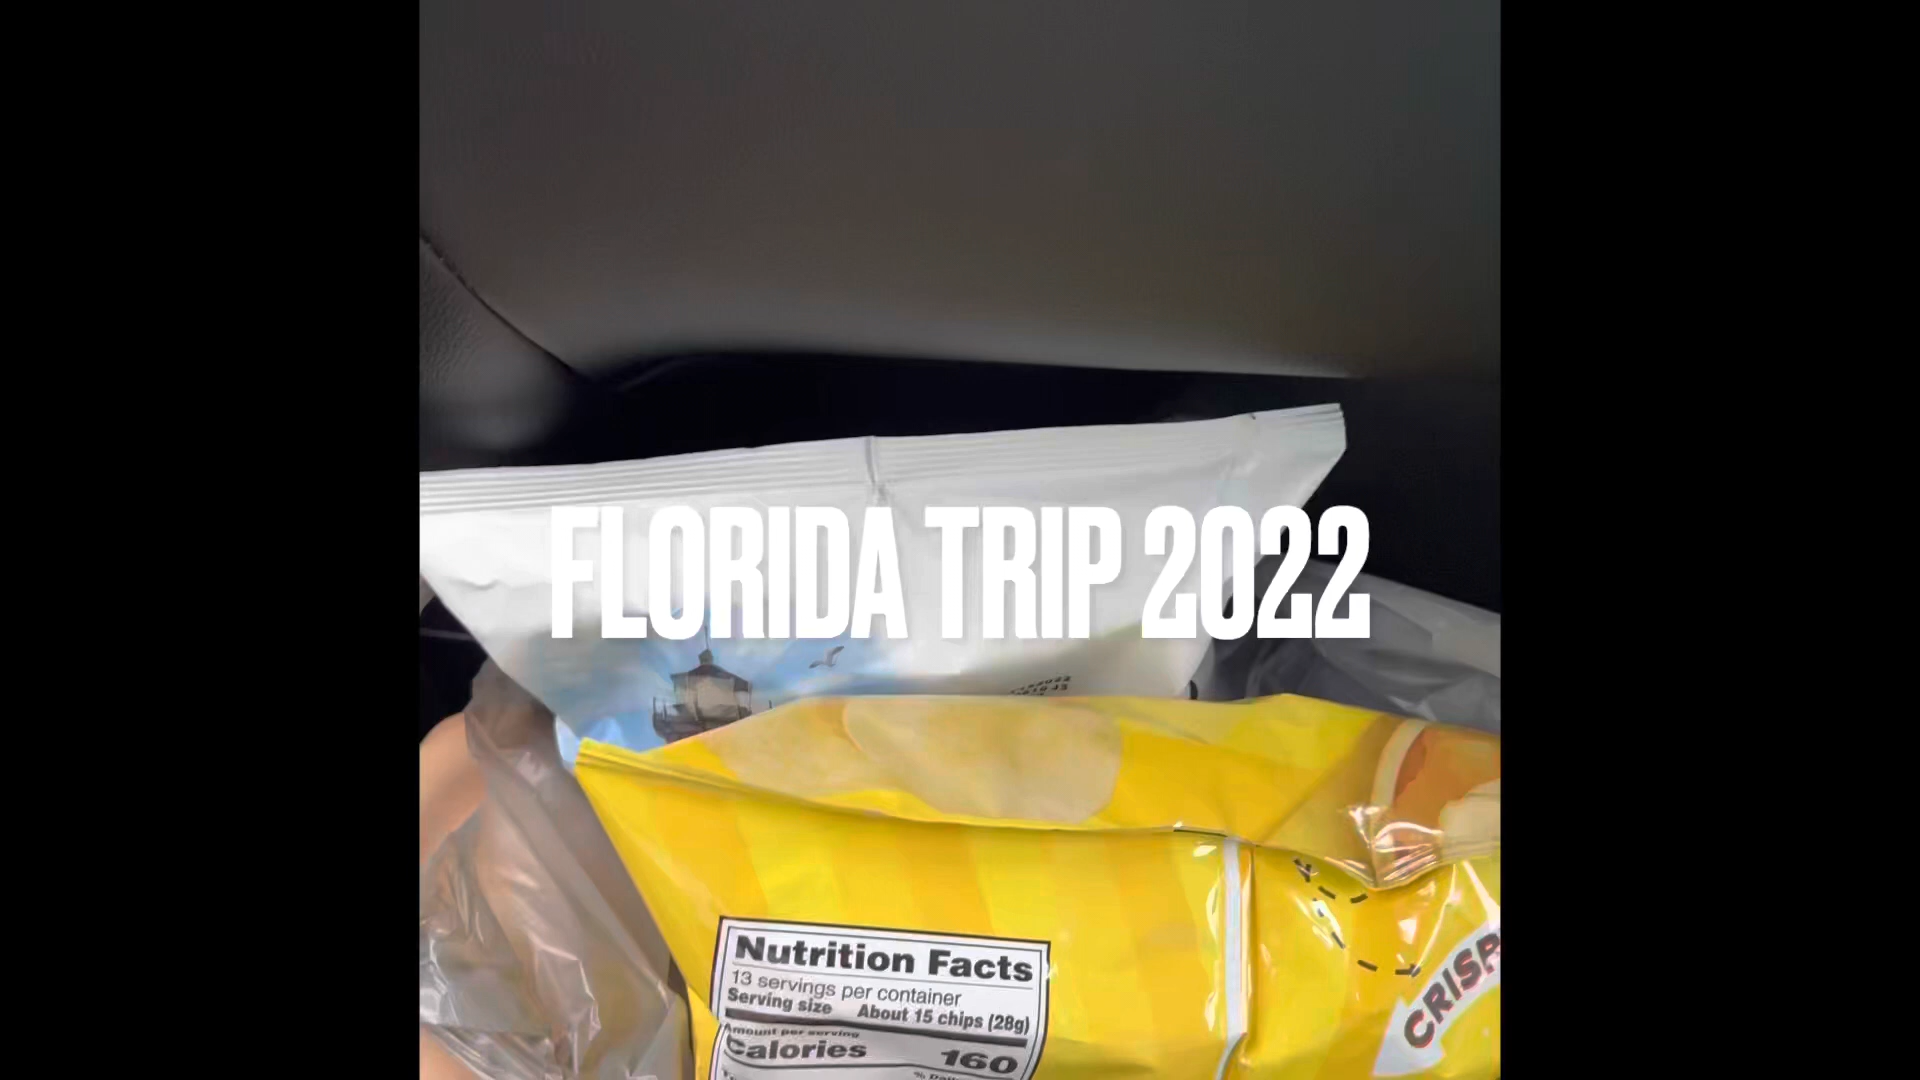 FLORIDA TRIP 2022
Nutrition Facts
13 servings per container
Serving size About 15 chips (28g)
Amount per serving
Calories 160
CRISP